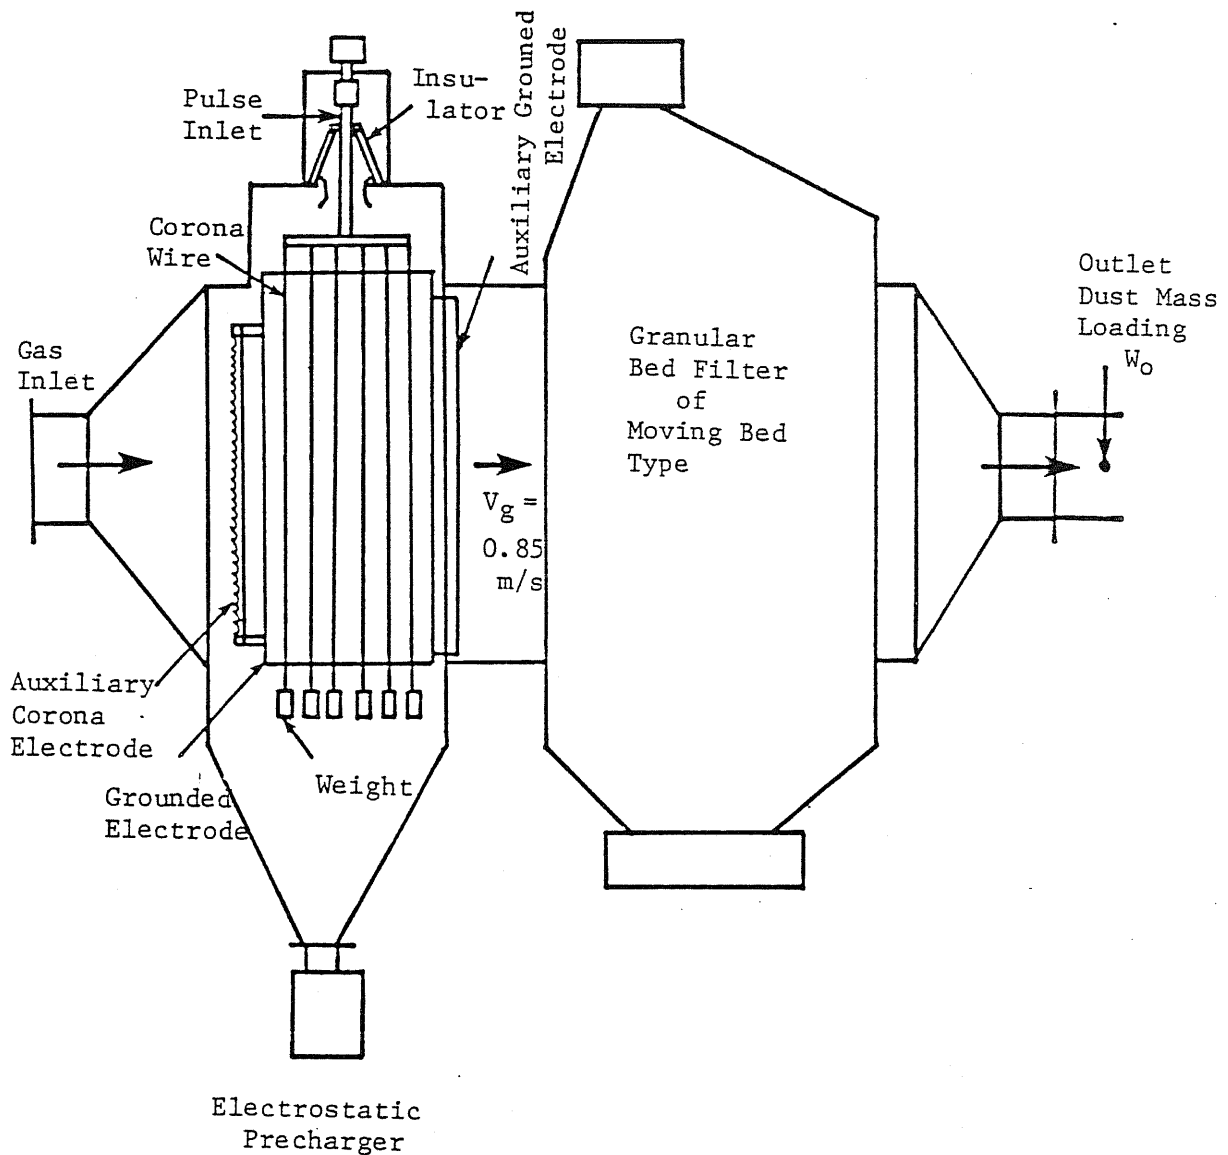 Pulse
Inlet
Insu-
lator
Auxiliary Grouned
Electrode
Corona
Wire
Gas
Inlet
Granular
Bed Filter
of
Moving Bed
Type
Outlet
Dust Mass
Loading
Wo
Vg =
0.85
m/s
Auxiliary
Corona
Electrode
Grounded
Electrode
Weight
Electrostatic
Precharger